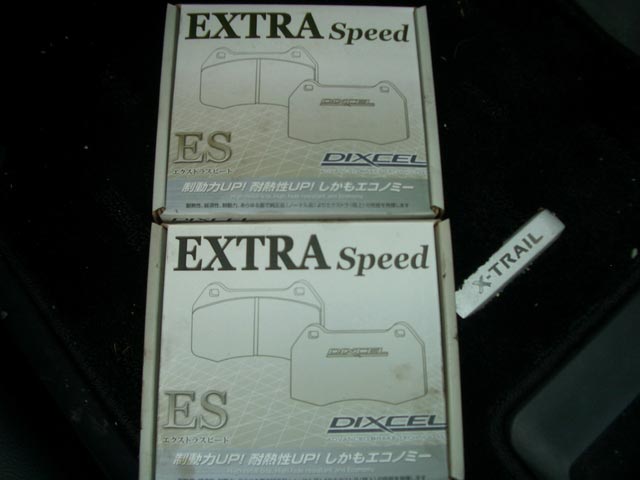 EXTRA Speed
DIXCEL
ES
エクストラスピード
DIXCEL
制動力UP! 耐熱性UP! しかもエコノミー
X-TRAIL
EXTRA Speed
DIXCEL
ES
エクストラスピード
DIXCEL
制動力UP! 耐熱性UP! しかもエコノミー